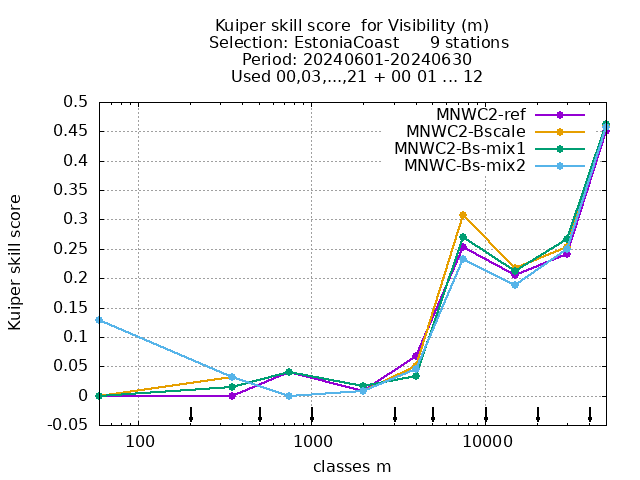 Kuiper skill score  for Visibility (m)
Selection: EstoniaCoast      9 stations
Period: 20240601-20240630
Used 00,03,...,21 + 00 01 ... 12
MNWC2-ref
MNWC2-Bscale
MNWC2-Bs-mix1
MNWC-Bs-mix2
Kuiper skill score
0.5
0.45
0.4
0.35
0.3
0.25
0.2
0.15
0.1
0.05
0
-0.05
100 1000 10000
classes m